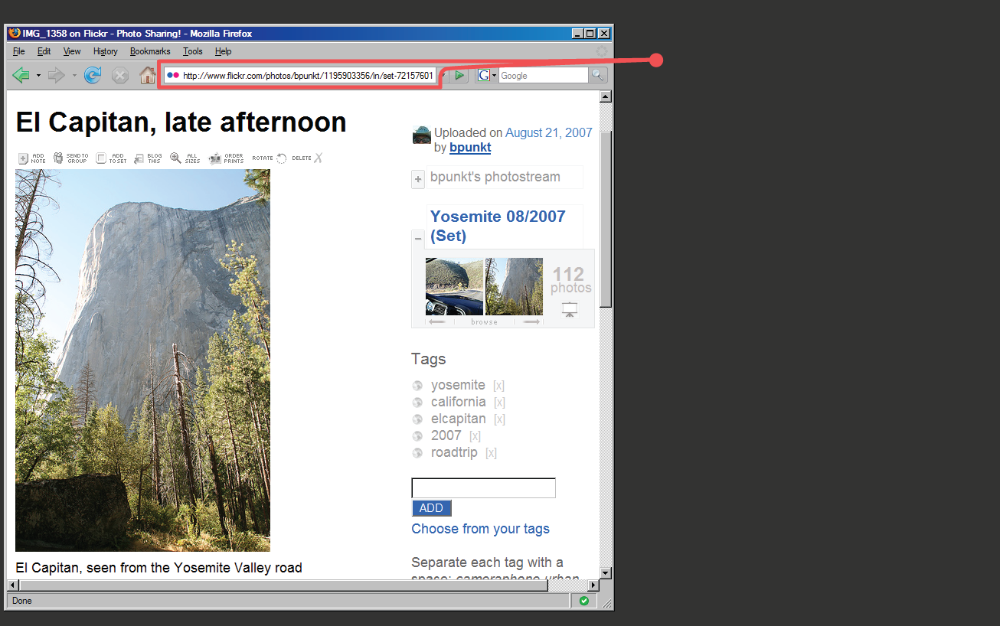 IMG_1358 on Flickr - Photo Sharing! - Mozilla Firefox
File Edit View History Bookmarks Tools Help
http://www.flickr.com/photos/bpunkt/1195903356/in/set-72157601
G Google
El Capitan, late afternoon
ADD NOTE
SEND TO GROUP
ADD TO SET
BLOG THIS
ALL SIZES
ORDER PRINTS
ROTATE
DELETE
Uploaded on August 21, 2007
by bpunkt
+ bpunkt's photostream
Yosemite 08/2007
(Set)
112
photos
browse
Tags
yosemite [x]
california [x]
elcapitan [x]
2007 [x]
roadtrip [x]
ADD
Choose from your tags
Separate each tag with a
space: cameraphone urban
El Capitan, seen from the Yosemite Valley road
Done